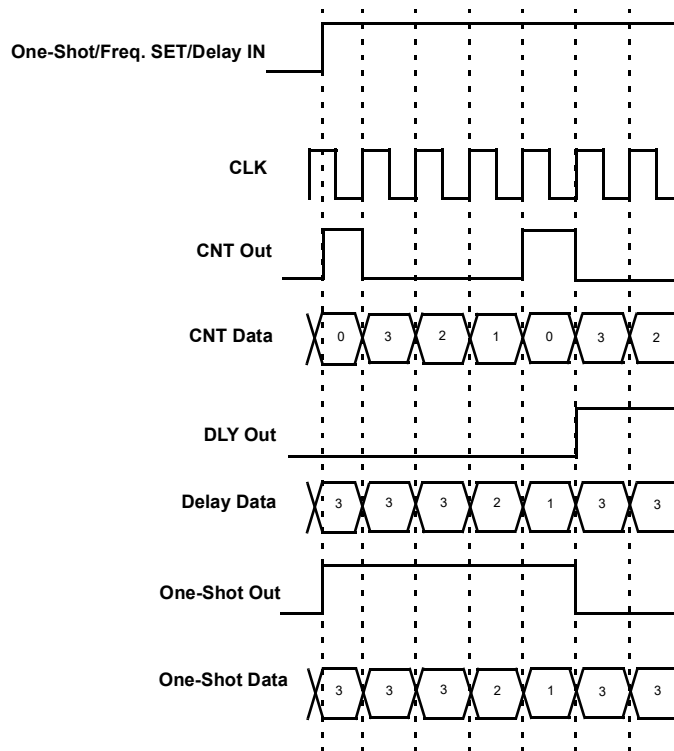 One-Shot/Freq. SET/Delay IN
CLK
CNT Out
CNT Data 0 3 2 1 0 3 2
DLY Out
Delay Data 3 3 3 2 1 3 3
One-Shot Out
One-Shot Data 3 3 3 2 1 3 3